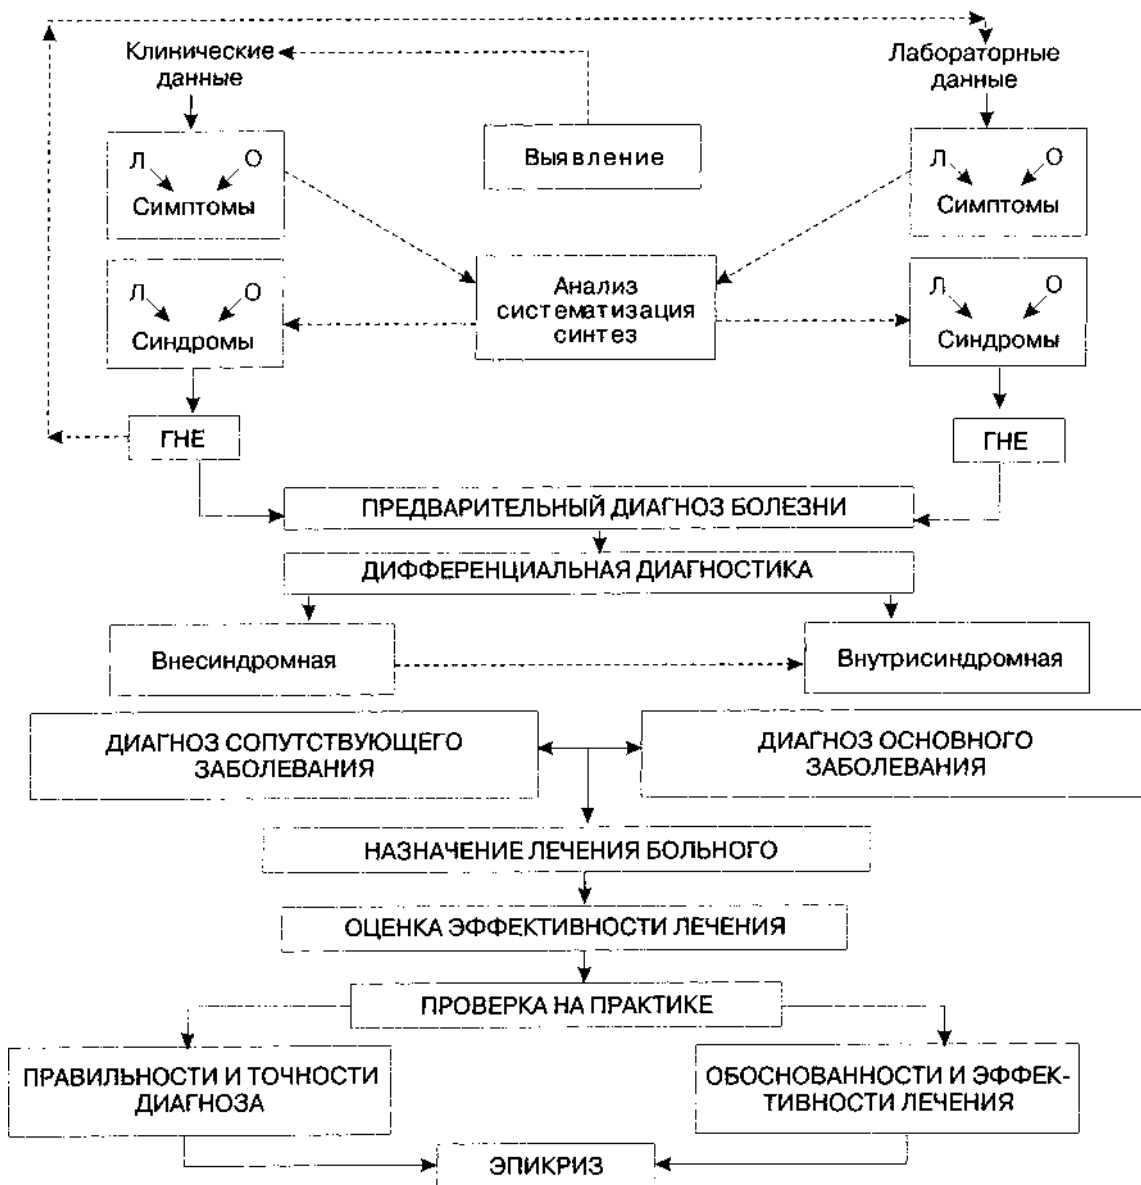 Клинические
данные
Лабораторные
данные
Выявление
Л О
Симптомы
Л О
Симптомы
Анализ
систематизация
синтез
Л О
Синдромы
Л О
Синдромы
ГНЕ
ГНЕ
ПРЕДВАРИТЕЛЬНЫЙ ДИАГНОЗ БОЛЕЗНИ
ДИФФЕРЕНЦИАЛЬНАЯ ДИАГНОСТИКА
Внесиндромная
Внутрисиндромная
ДИАГНОЗ СОПУТСТВУЮЩЕГО
ЗАБОЛЕВАНИЯ
ДИАГНОЗ ОСНОВНОГО
ЗАБОЛЕВАНИЯ
НАЗНАЧЕНИЕ ЛЕЧЕНИЯ БОЛЬНОГО
ОЦЕНКА ЭФФЕКТИВНОСТИ ЛЕЧЕНИЯ
ПРОВЕРКА НА ПРАКТИКЕ
ПРАВИЛЬНОСТИ И ТОЧНОСТИ
ДИАГНОЗА
ОБОСНОВАННОСТИ И ЭФФЕК-
ТИВНОСТИ ЛЕЧЕНИЯ
ЭПИКРИЗ